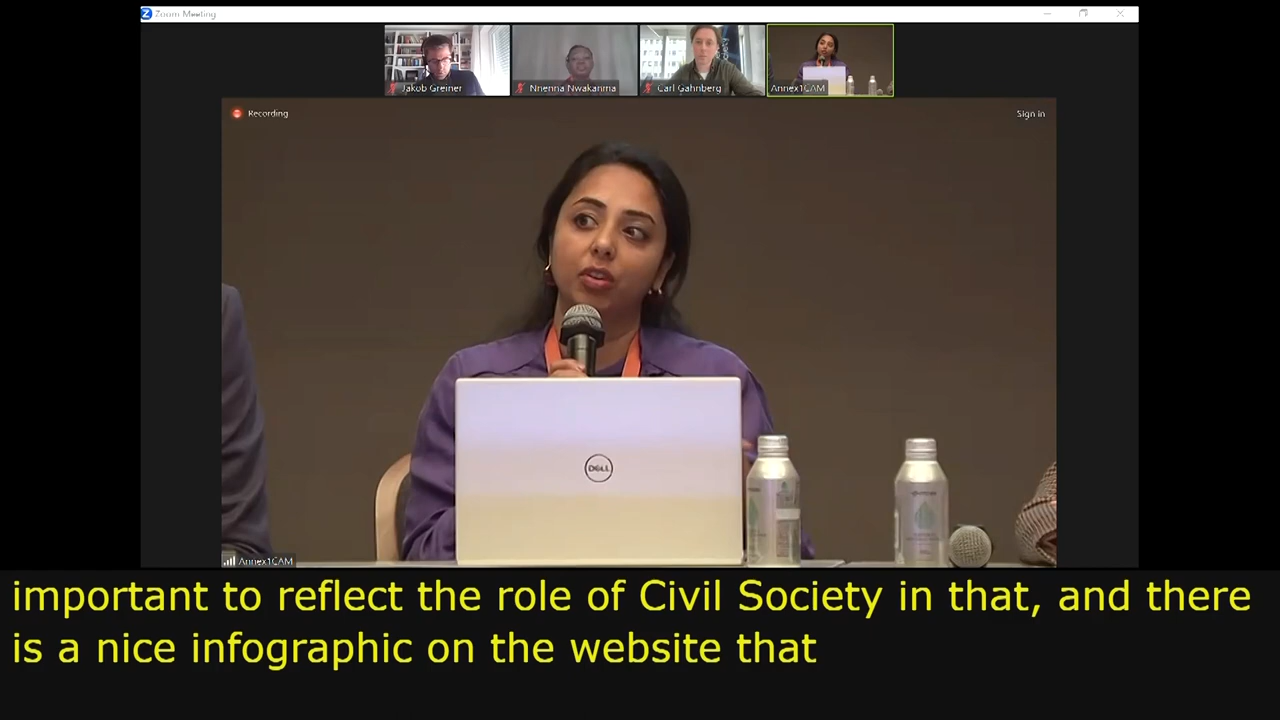 Zoom Meeting
Jakob Greiner
Nnenna Nwakanma
Carl Gahnberg
Annex1CAM
Recording
Sign in
DELL
Annex1CAM
important to reflect the role of Civil Society in that, and there
is a nice infographic on the website that